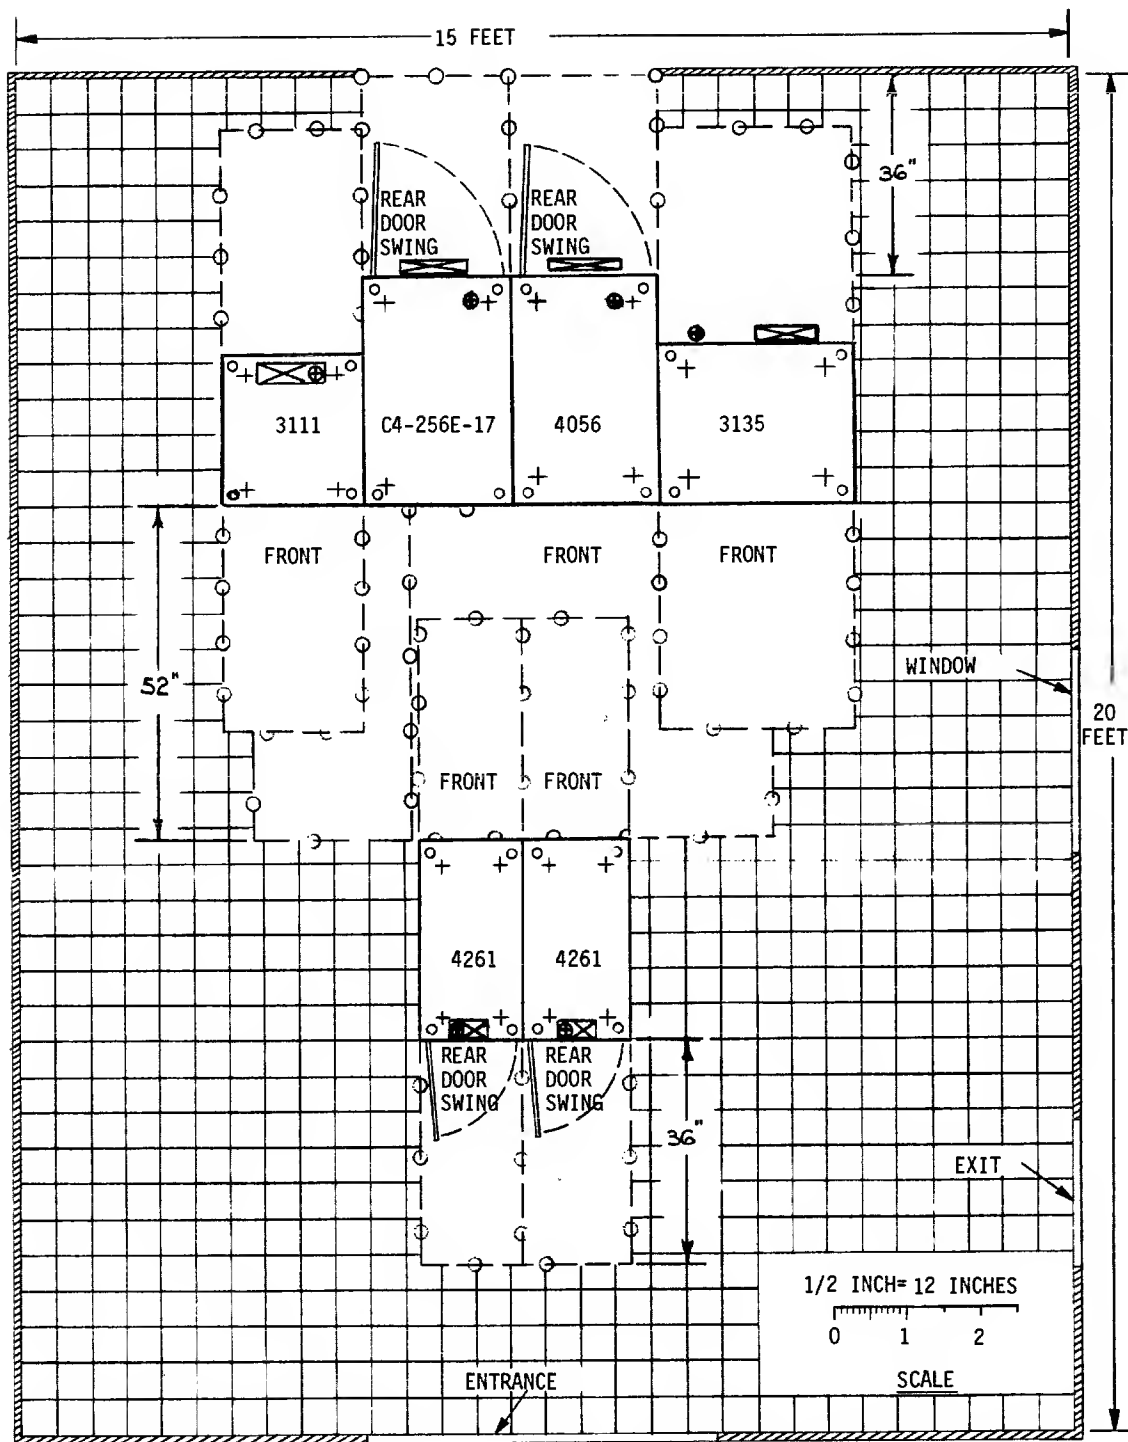 15 FEET
36"
REAR
DOOR
SWING
REAR
DOOR
SWING
3111
C4-256E-17
4056
3135
FRONT
FRONT
FRONT
52"
WINDOW
20
FEET
FRONT
FRONT
4261
4261
REAR
DOOR
SWING
REAR
DOOR
SWING
36"
EXIT
1/2 INCH= 12 INCHES
0 1 2
SCALE
ENTRANCE